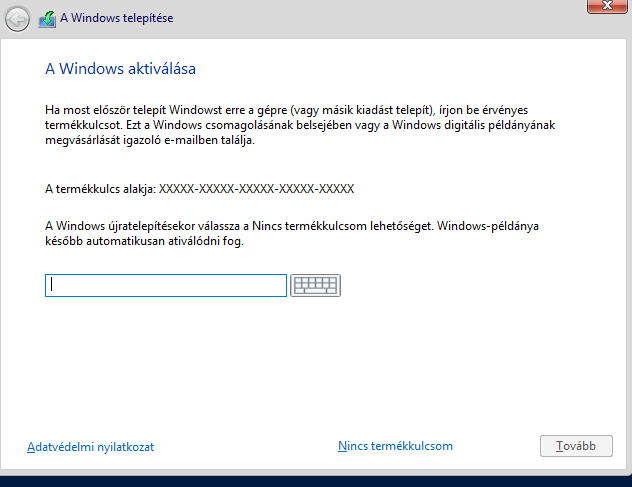 A Windows telepítése
A Windows aktiválása
Ha most először telepít Windowst erre a gépre (vagy másik kiadást telepít), írjon be érvényes
termékkulcsot. Ezt a Windows csomagolásának belsejében vagy a Windows digitális példányának
megvásárlását igazoló e-mailben találja.
A termékkulcs alakja: XXXXX-XXXXX-XXXXX-XXXXX-XXXXX
A Windows újratelepítésekor válassza a Nincs termékkulcsom lehetőséget. Windows-példánya
később automatikusan ativálódni fog.
Adatvédelmi nyilatkozat
Nincs termékkulcsom
Tovább